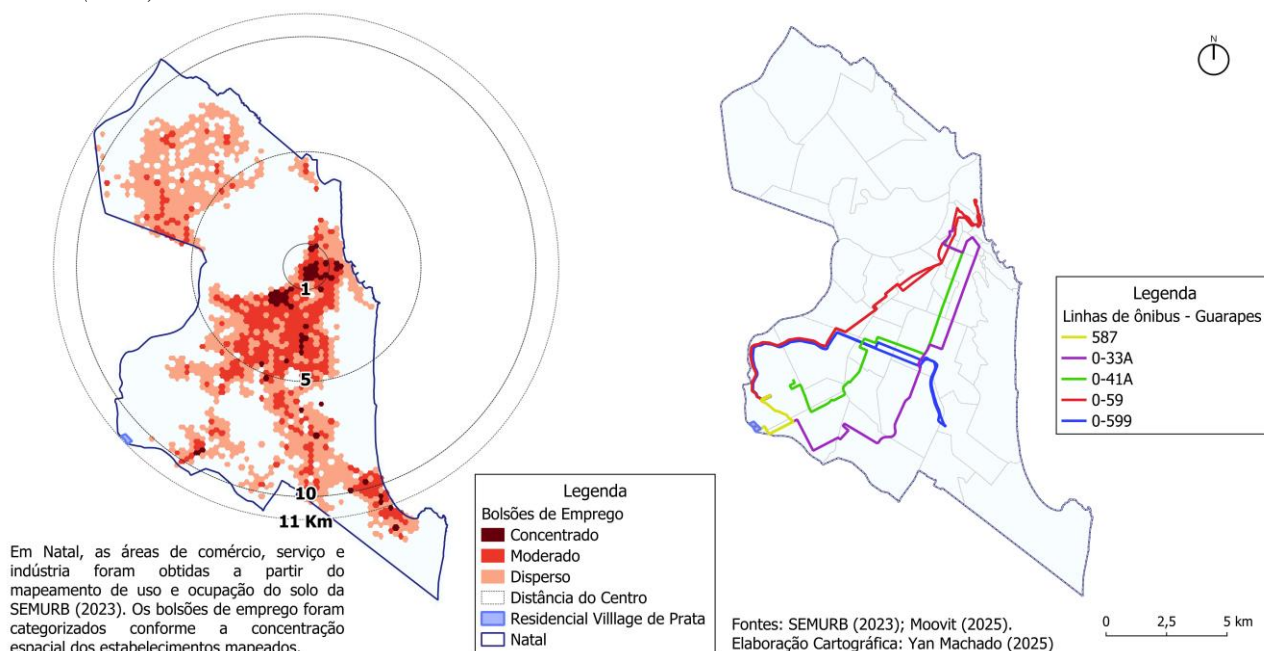 N
1
5
10
11 Km
Em Natal, as áreas de comércio, serviço e
indústria foram obtidas a partir do
mapeamento de uso e ocupação do solo da
SEMURB (2023). Os bolsões de emprego foram
categorizados conforme a concentração
espacial dos estabelecimentos mapeados.
Legenda
Bolsões de Emprego
Concentrado
Moderado
Disperso
Distância do Centro
Residencial Villlage de Prata
Natal
Legenda
Linhas de ônibus - Guarapes
587
0-33A
0-41A
0-59
0-599
Fontes: SEMURB (2023); Moovit (2025).
Elaboração Cartográfica: Yan Machado (2025)
0 2,5 5 km